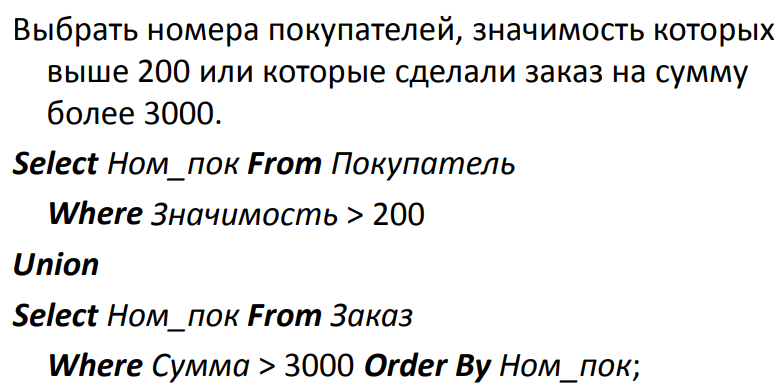 Выбрать номера покупателей, значимость которых
выше 200 или которые сделали заказ на сумму
более 3000.
Select Ном_пок From Покупатель
Where Значимость > 200
Union
Select Ном_пок From Заказ
Where Сумма > 3000 Order By Ном_пок;